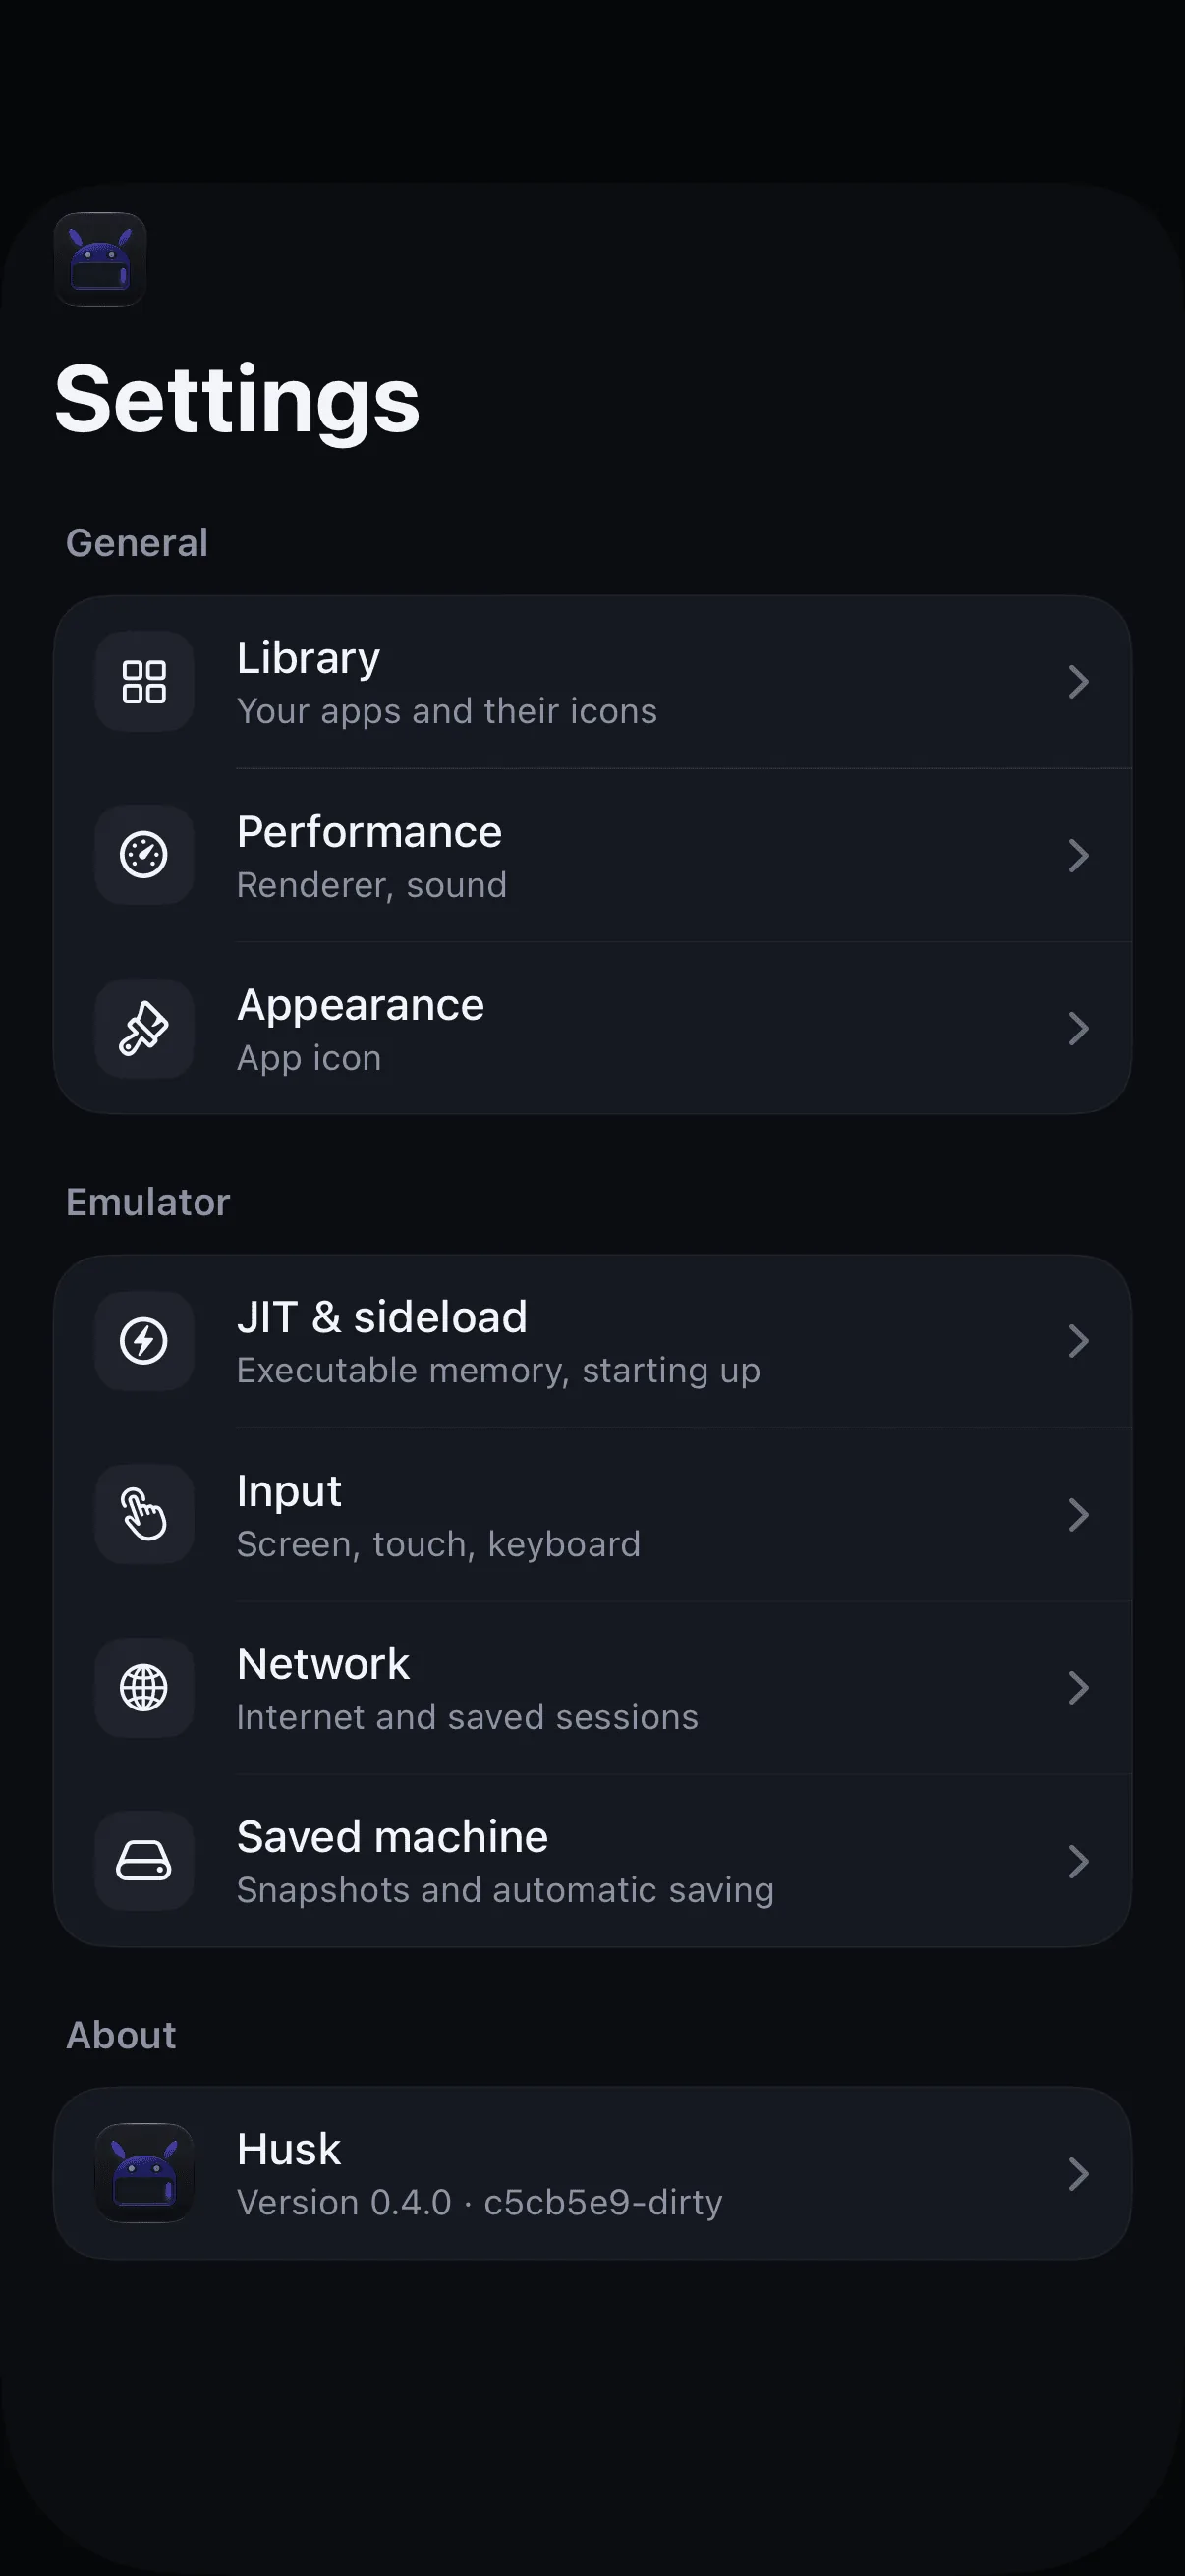 Settings
General
Library
Your apps and their icons
Performance
Renderer, sound
Appearance
App icon
Emulator
JIT & sideload
Executable memory, starting up
Input
Screen, touch, keyboard
Network
Internet and saved sessions
Saved machine
Snapshots and automatic saving
About
Husk
Version 0.4.0 · c5cb5e9-dirty